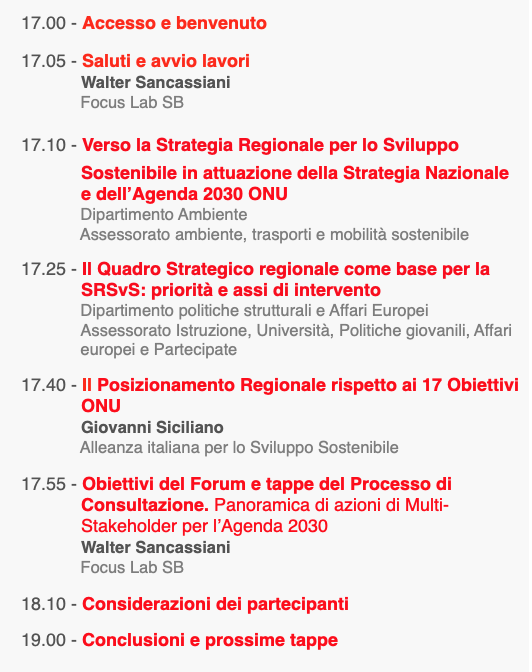 17.00 - Accesso e benvenuto
17.05 - Saluti e avvio lavori
Walter Sancassiani
Focus Lab SB
17.10 - Verso la Strategia Regionale per lo Sviluppo
Sostenibile in attuazione della Strategia Nazionale
e dell'Agenda 2030 ONU
Dipartimento Ambiente
Assessorato ambiente, trasporti e mobilità sostenibile
17.25 - Il Quadro Strategico regionale come base per la
SRSvS: priorità e assi di intervento
Dipartimento politiche strutturali e Affari Europei
Assessorato Istruzione, Università, Politiche giovanili, Affari
europei e Partecipate
17.40 - Il Posizionamento Regionale rispetto ai 17 Obiettivi
ONU
Giovanni Siciliano
Alleanza italiana per lo Sviluppo Sostenibile
17.55 - Obiettivi del Forum e tappe del Processo di
Consultazione. Panoramica di azioni di Multi-
Stakeholder per l'Agenda 2030
Walter Sancassiani
Focus Lab SB
18.10 - Considerazioni dei partecipanti
19.00 - Conclusioni e prossime tappe